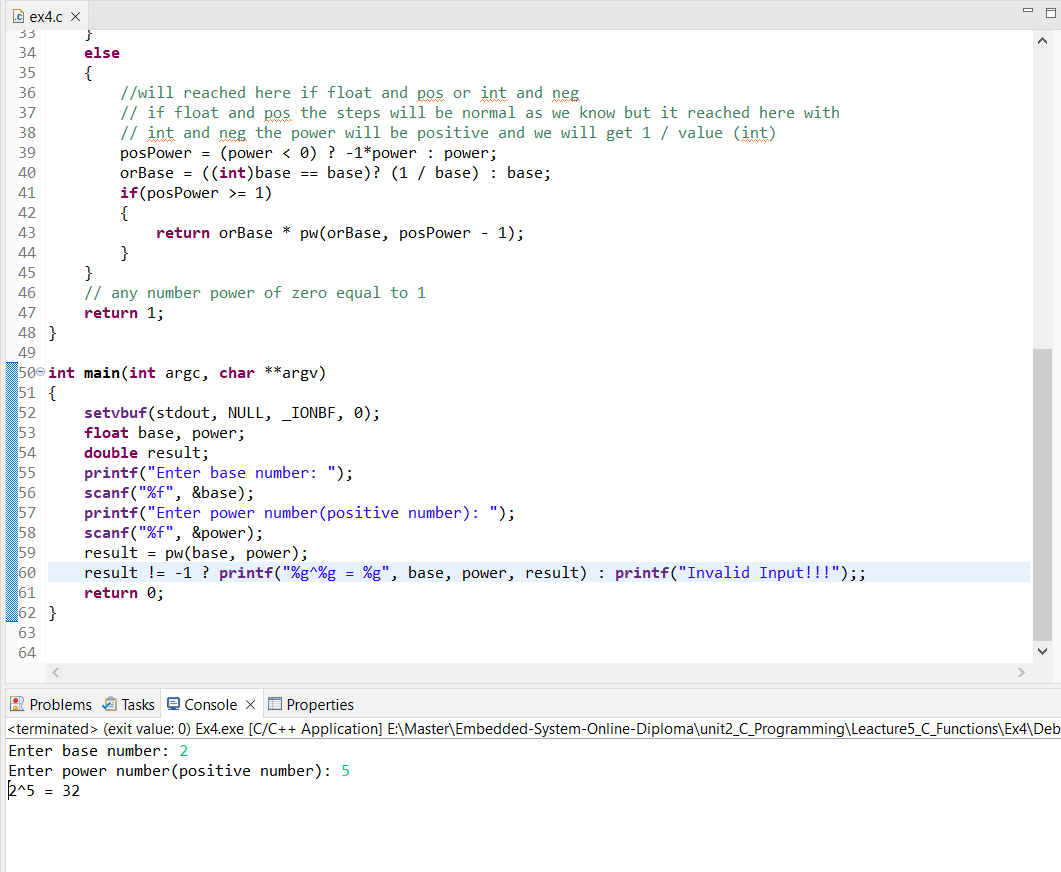 ex4.c
33 }
34 else
35 {
36 //will reached here if float and pos or int and neg
37 // if float and pos the steps will be normal as we know but it reached here with
38 // int and neg the power will be positive and we will get 1 / value (int)
39 posPower = (power < 0) ? -1*power : power;
40 orBase = ((int)base == base)? (1 / base) : base;
41 if(posPower >= 1)
42 {
43 return orBase * pw(orBase, posPower - 1);
44 }
45 }
46 // any number power of zero equal to 1
47 return 1;
48 }
49
50 int main(int argc, char **argv)
51 {
52 setvbuf(stdout, NULL, _IONBF, 0);
53 float base, power;
54 double result;
55 printf("Enter base number: ");
56 scanf("%f", &base);
57 printf("Enter power number(positive number): ");
58 scanf("%f", &power);
59 result = pw(base, power);
60 result != -1 ? printf("%g^%g = %g", base, power, result) : printf("Invalid Input!!!");;
61 return 0;
62 }
63
64
Problems Tasks Console Properties
<terminated> (exit value: 0) Ex4.exe [C/C++ Application] E:\Master\Embedded-System-Online-Diploma\unit2_C_Programming\Leacture5_C_Functions\Ex4\Deb
Enter base number: 2
Enter power number(positive number): 5
2^5 = 32